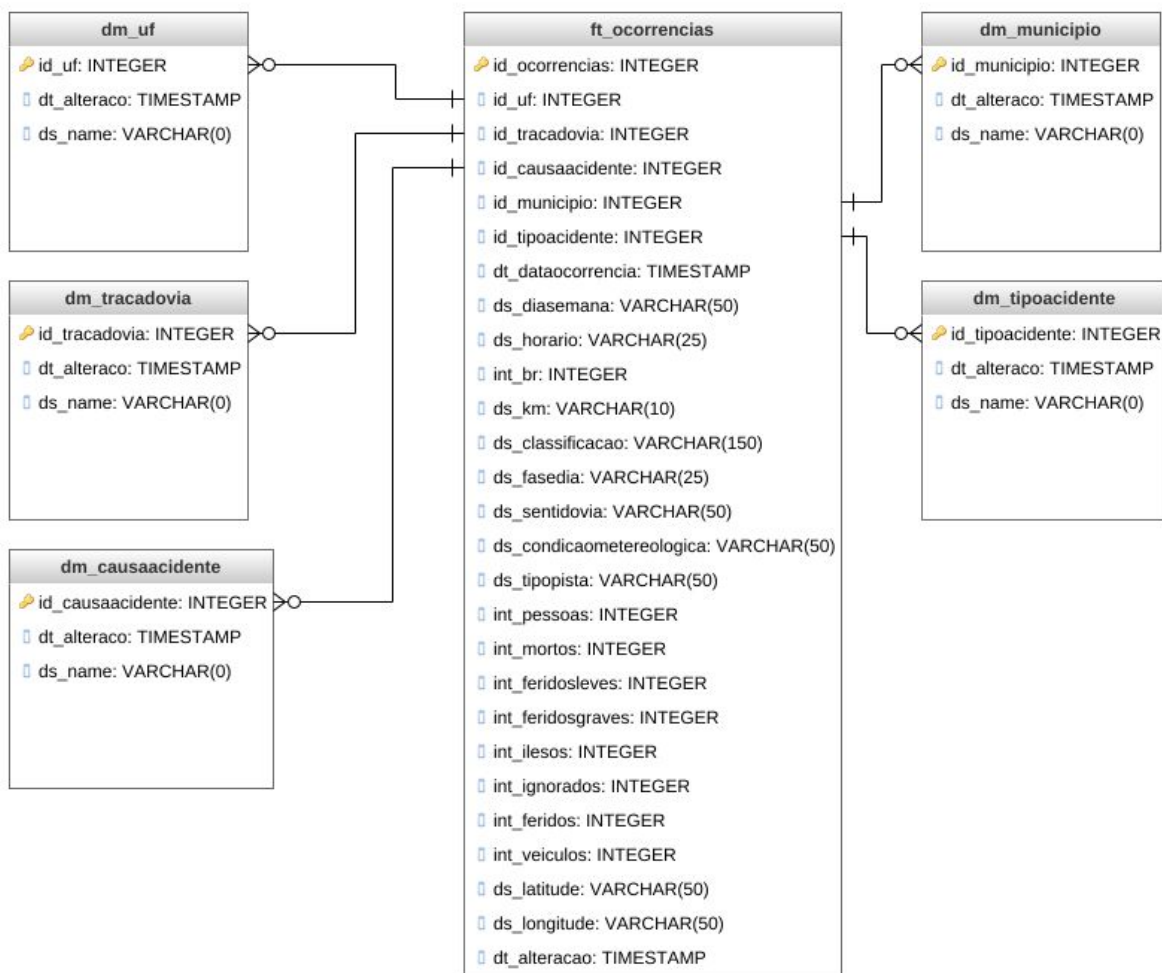 dm_uf
id_uf: INTEGER
dt_alteraco: TIMESTAMP
ds_name: VARCHAR(0)
dm_tracadovia
id_tracadovia: INTEGER
dt_alteraco: TIMESTAMP
ds_name: VARCHAR(0)
dm_causaacidente
id_causaacidente: INTEGER
dt_alteraco: TIMESTAMP
ds_name: VARCHAR(0)
ft_ocorrencias
id_ocorrencias: INTEGER
id_uf: INTEGER
id_tracadovia: INTEGER
id_causaacidente: INTEGER
id_municipio: INTEGER
id_tipoacidente: INTEGER
dt_dataocorrencia: TIMESTAMP
ds_diasemana: VARCHAR(50)
ds_horario: VARCHAR(25)
int_br: INTEGER
ds_km: VARCHAR(10)
ds_classificacao: VARCHAR(150)
ds_fasedia: VARCHAR(25)
ds_sentidovia: VARCHAR(50)
ds_condicaometereologica: VARCHAR(50)
ds_tipopista: VARCHAR(50)
int_pessoas: INTEGER
int_mortos: INTEGER
int_feridosleves: INTEGER
int_feridosgraves: INTEGER
int_ilesos: INTEGER
int_ignorados: INTEGER
int_feridos: INTEGER
int_veiculos: INTEGER
ds_latitude: VARCHAR(50)
ds_longitude: VARCHAR(50)
dt_alteracao: TIMESTAMP
dm_municipio
id_municipio: INTEGER
dt_alteraco: TIMESTAMP
ds_name: VARCHAR(0)
dm_tipoacidente
id_tipoacidente: INTEGER
dt_alteraco: TIMESTAMP
ds_name: VARCHAR(0)